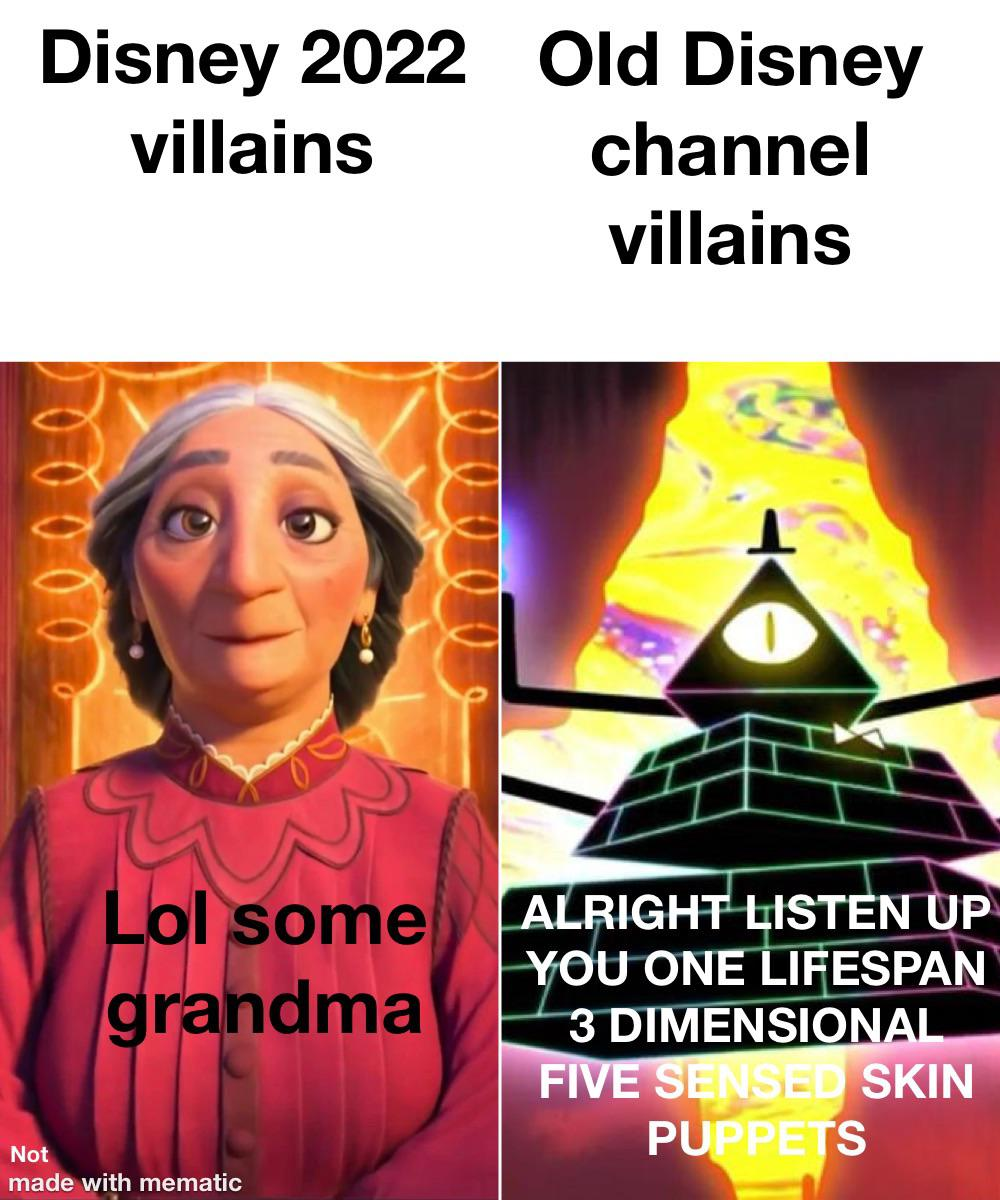 Disney 2022
villains
Old Disney
channel
villains
Lol some
grandma
ALRIGHT LISTEN UP
YOU ONE LIFESPAN
3 DIMENSIONAL
FIVE SENSED SKIN
PUPPETS
Not
made with mematic